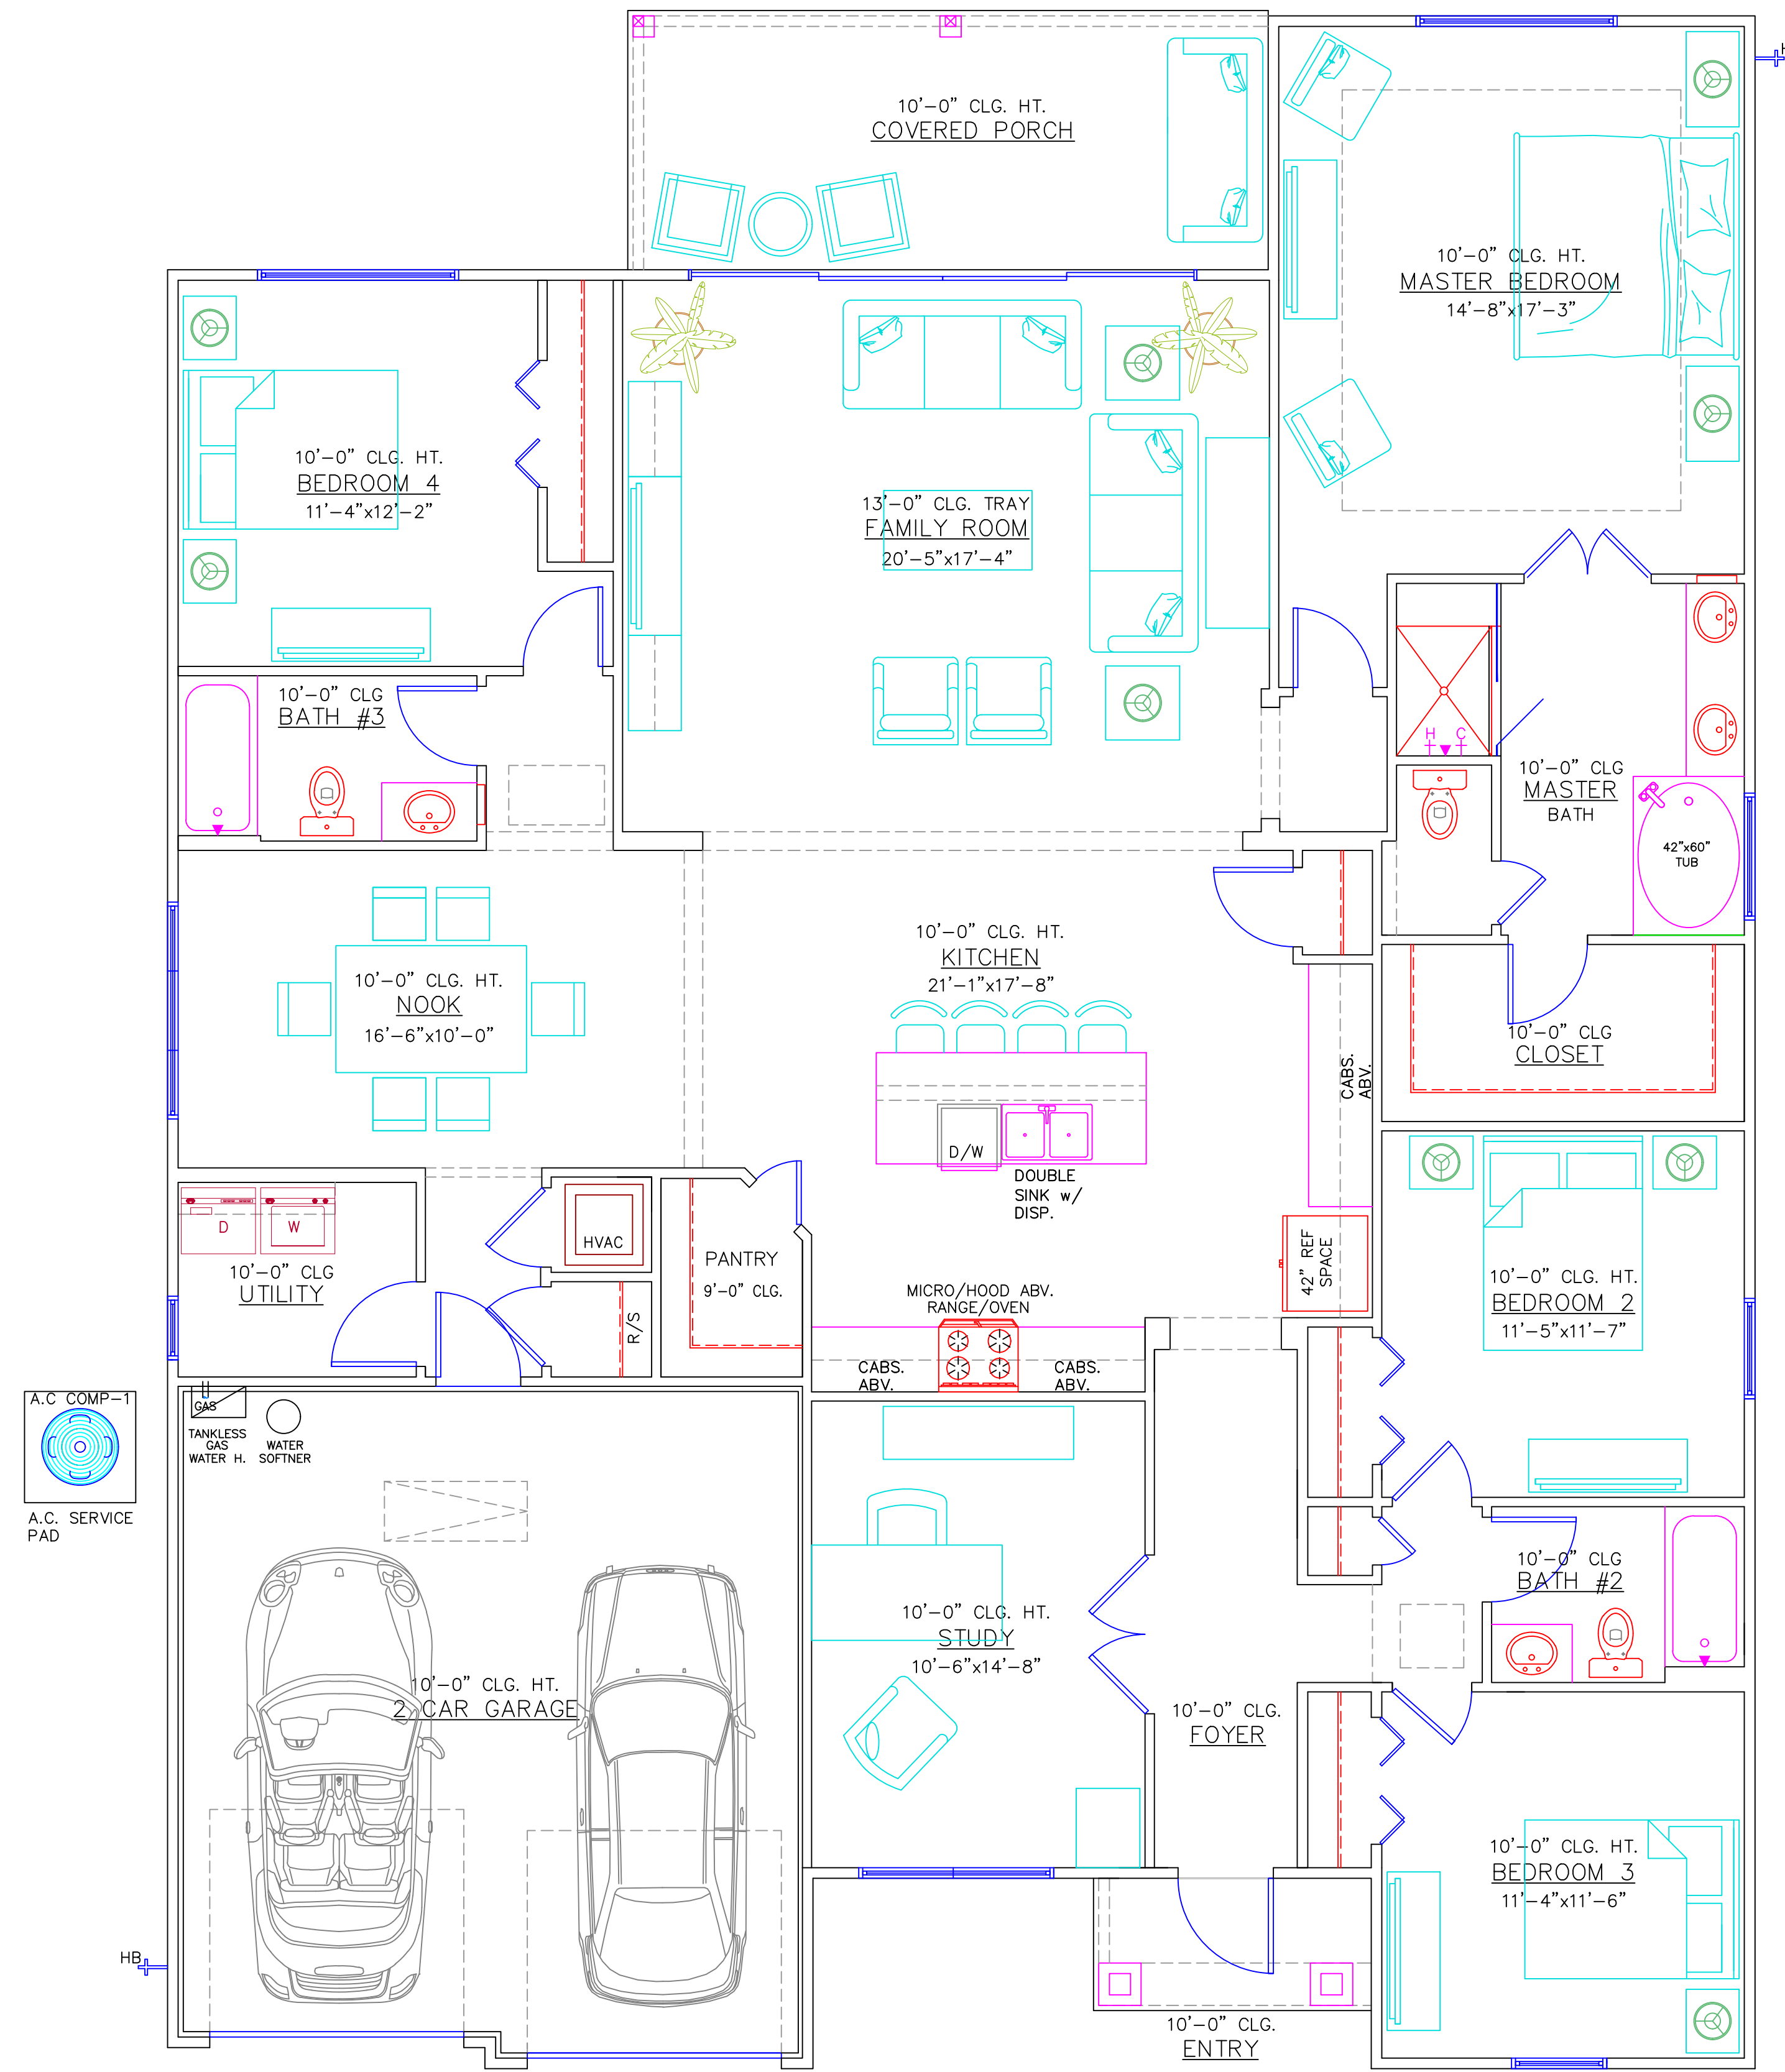 10'-0" CLG. HT.
COVERED PORCH
H
10'-0" CLG. HT.
MASTER BEDROOM
14'-8"x17'-3"
10'-0" CLG. HT.
BEDROOM 4
11'-4"x12'-2"
13'-0" CLG. TRAY
FAMILY ROOM
20'-5"x17'-4"
10'-0" CLG
BATH #3
H C
10'-0" CLG
MASTER
BATH
42"x60"
TUB
10'-0" CLG. HT.
NOOK
16'-6"x10'-0"
10'-0" CLG. HT.
KITCHEN
21'-1"x17'-8"
10'-0" CLG
CLOSET
CABS.
ABV.
D/W
DOUBLE
SINK w/
DISP.
D
W
10'-0" CLG
UTILITY
HVAC
R/S
PANTRY
9'-0" CLG.
MICRO/HOOD ABV.
RANGE/OVEN
CABS.
ABV.
CABS.
ABV.
42" REF
SPACE
10'-0" CLG. HT.
BEDROOM 2
11'-5"x11'-7"
A.C COMP-1
A.C. SERVICE
PAD
GAS
TANKLESS
GAS
WATER H.
WATER
SOFTNER
10'-0" CLG
BATH #2
10'-0" CLG. HT.
STUDY
10'-6"x14'-8"
10'-0" CLG. HT.
2 CAR GARAGE
10'-0" CLG.
FOYER
10'-0" CLG. HT.
BEDROOM 3
11'-4"x11'-6"
HB
10'-0" CLG.
ENTRY